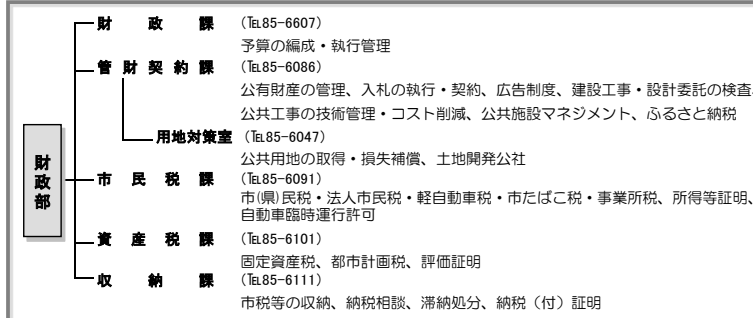 財政課 (℡85-6607)
予算の編成・執行管理
管財契約課 (℡85-6086)
公有財産の管理、入札の執行・契約、広告制度、建設工事・設計委託の検査、
公共工事の技術管理・コスト削減、公共施設マネジメント、ふるさと納税
用地対策室 (℡85-6047)
公共用地の取得・損失補償、土地開発公社
財政部
市民税課 (℡85-6091)
市(県)民税・法人市民税・軽自動車税・市たばこ税・事業所税、所得等証明、
自動車臨時運行許可
資産税課 (℡85-6101)
固定資産税、都市計画税、評価証明
収納課 (℡85-6111)
市税等の収納、納税相談、滞納処分、納税（付）証明